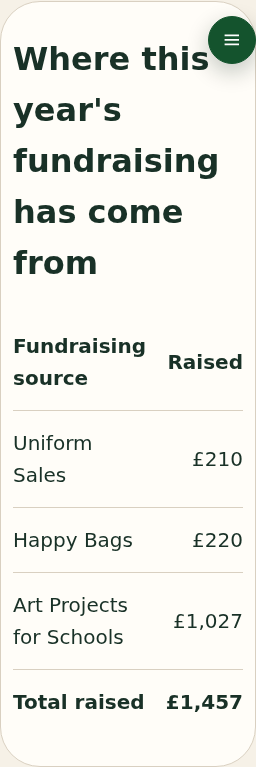 Where this
year's
fundraising
has come
from
Fundraising
source
Raised
Uniform
Sales
£210
Happy Bags £220
Art Projects
for Schools
£1,027
Total raised £1,457